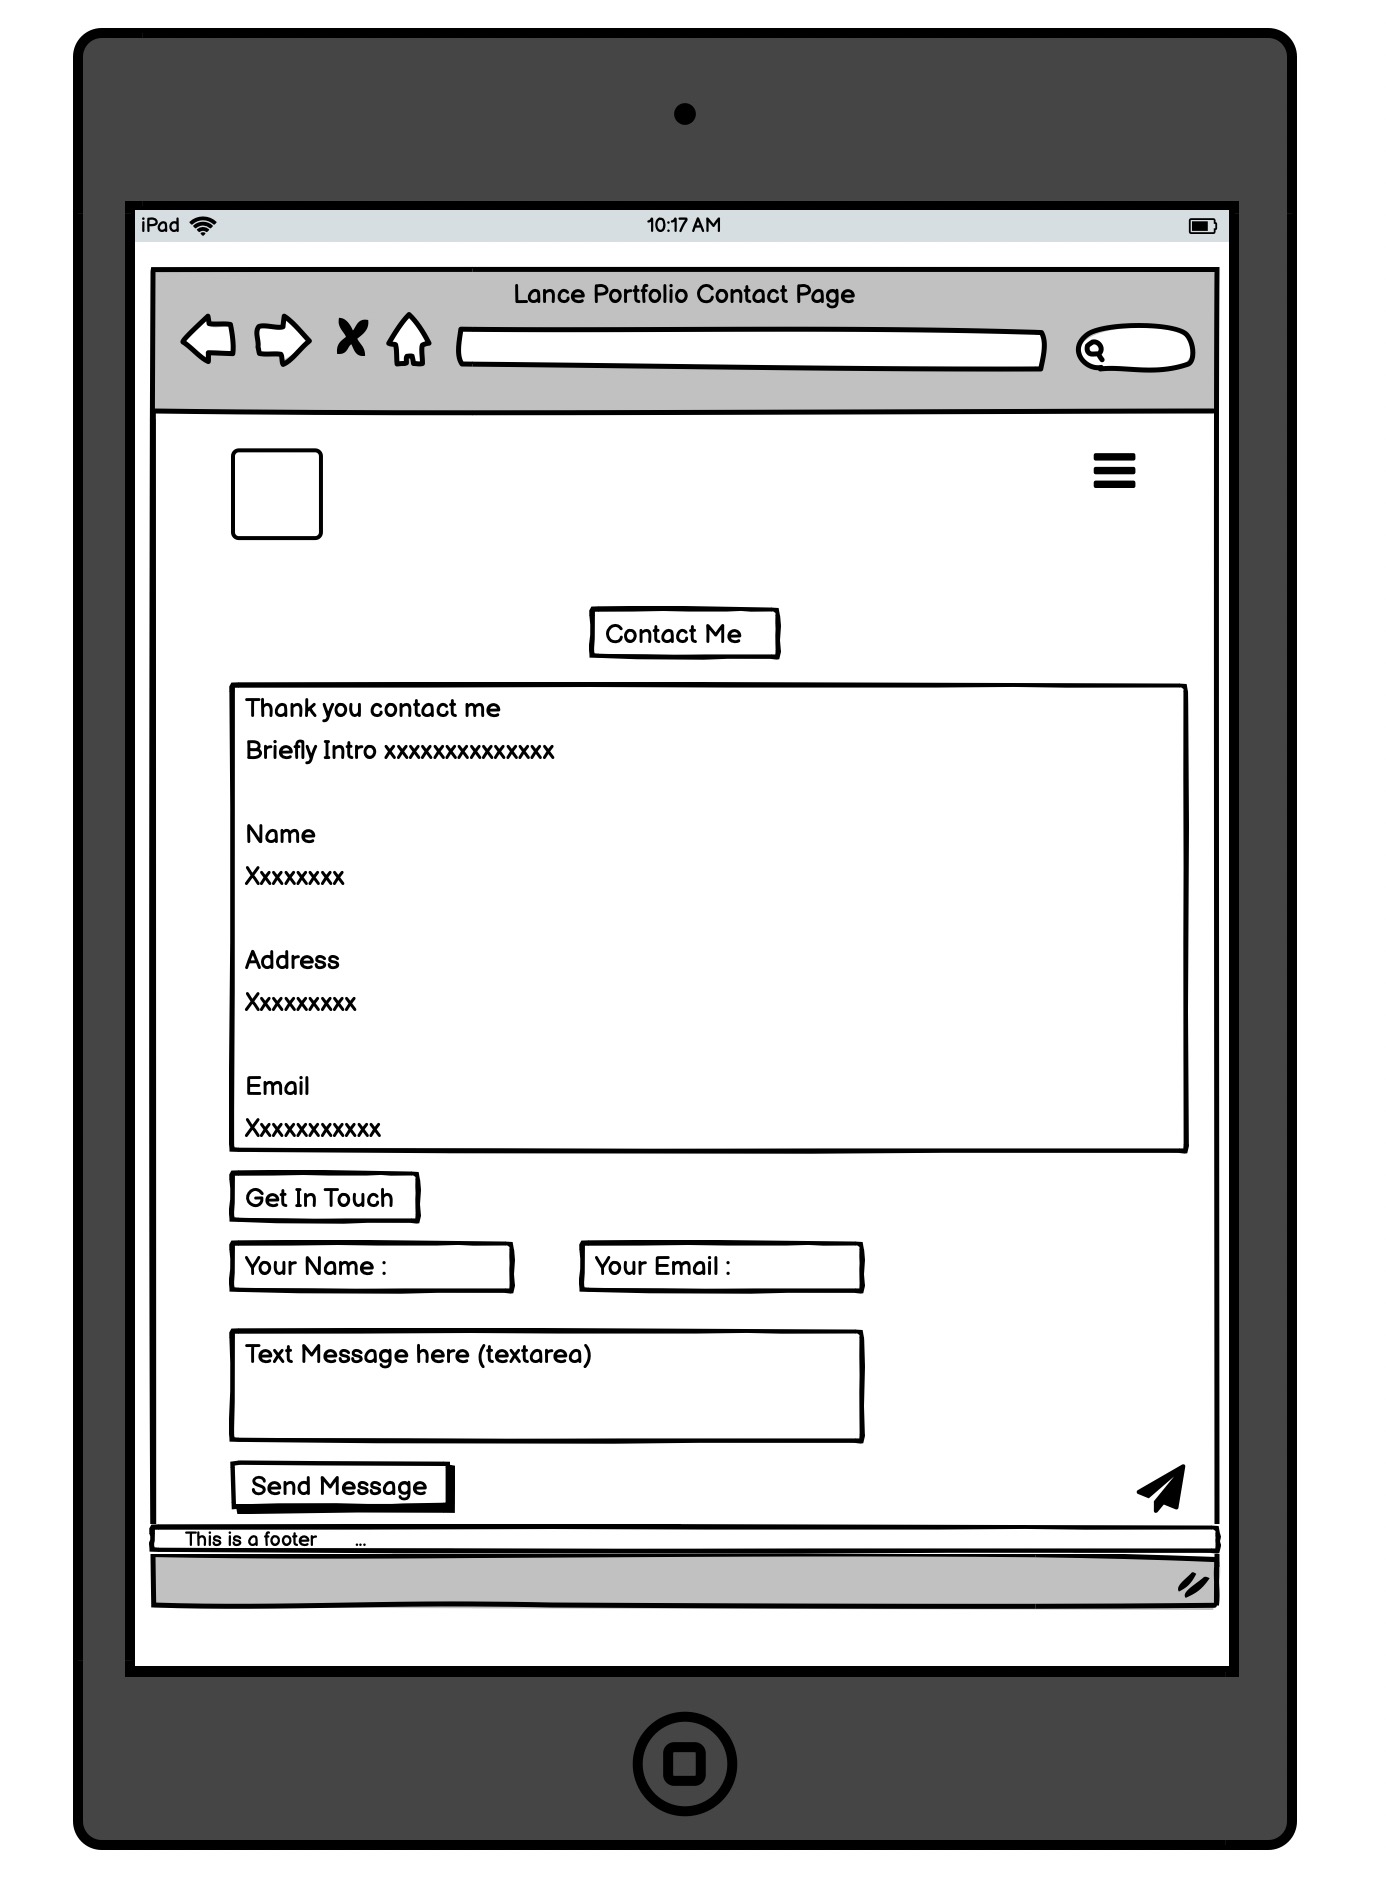 iPad 10:17 AM
Lance Portfolio Contact Page
Contact Me
Thank you contact me
Briefly Intro xxxxxxxxxxxxxx
Name
Xxxxxxxx
Address
Xxxxxxxxx
Email
Xxxxxxxxxxx
Get In Touch
Your Name : Your Email :
Text Message here (textarea)
Send Message
This is a footer ...